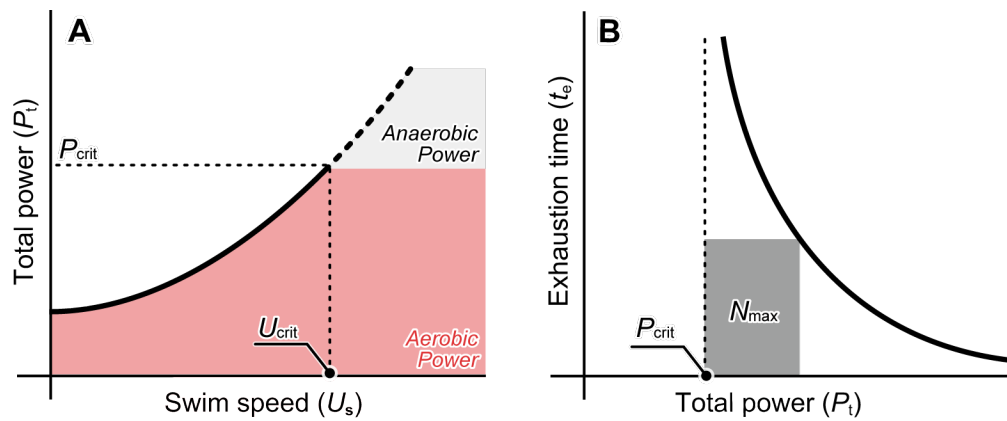 A
Total power (Pt)
Pcrit
Anaerobic
Power
Ucrit
Aerobic
Power
Swim speed (Us)
B
Exhaustion time (te)
Nmax
Pcrit
Total power (Pt)